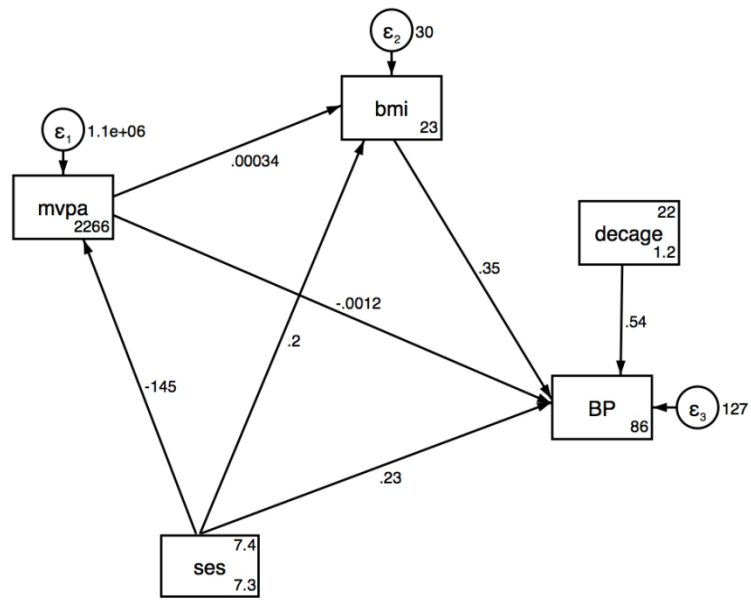 ε2 30
bmi
23
ε1 1.1e+06
.00034
mvpa
2266
22
decage
1.2
.35
-.0012
.54
.2
-145
BP
86
ε3 127
.23
7.4
ses
7.3